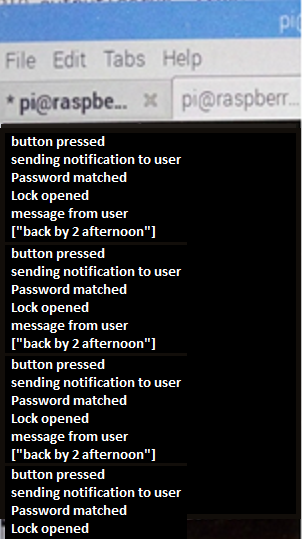 pi
File Edit Tabs Help
* pi@raspbe... × pi@raspberr...
button pressed
sending notification to user
Password matched
Lock opened
message from user
["back by 2 afternoon"]
button pressed
sending notification to user
Password matched
Lock opened
message from user
["back by 2 afternoon"]
button pressed
sending notification to user
Password matched
Lock opened
message from user
["back by 2 afternoon"]
button pressed
sending notification to user
Password matched
Lock opened